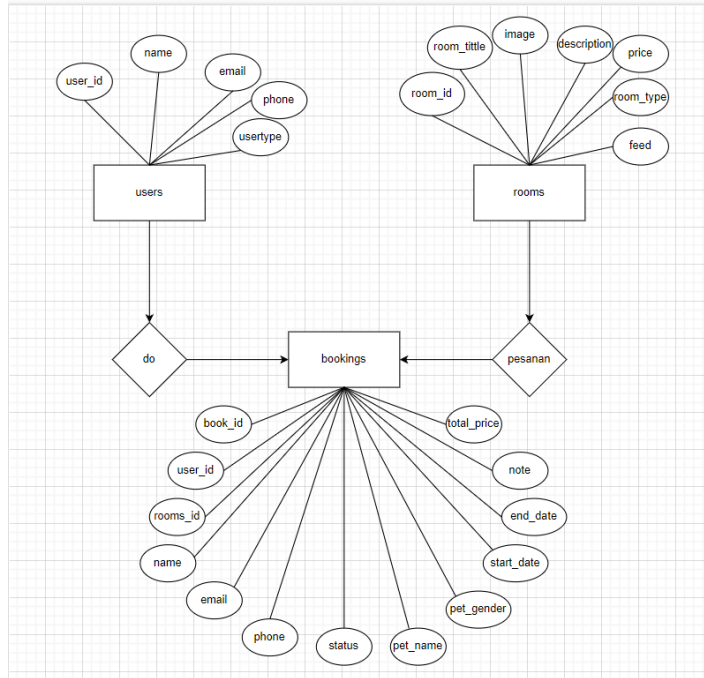 user_id
name
email
phone
usertype
room_id
room_tittle
image
description
price
room_type
feed
users
rooms
do
bookings
pesanan
book_id
user_id
rooms_id
name
email
phone
status
pet_name
pet_gender
start_date
end_date
note
total_price